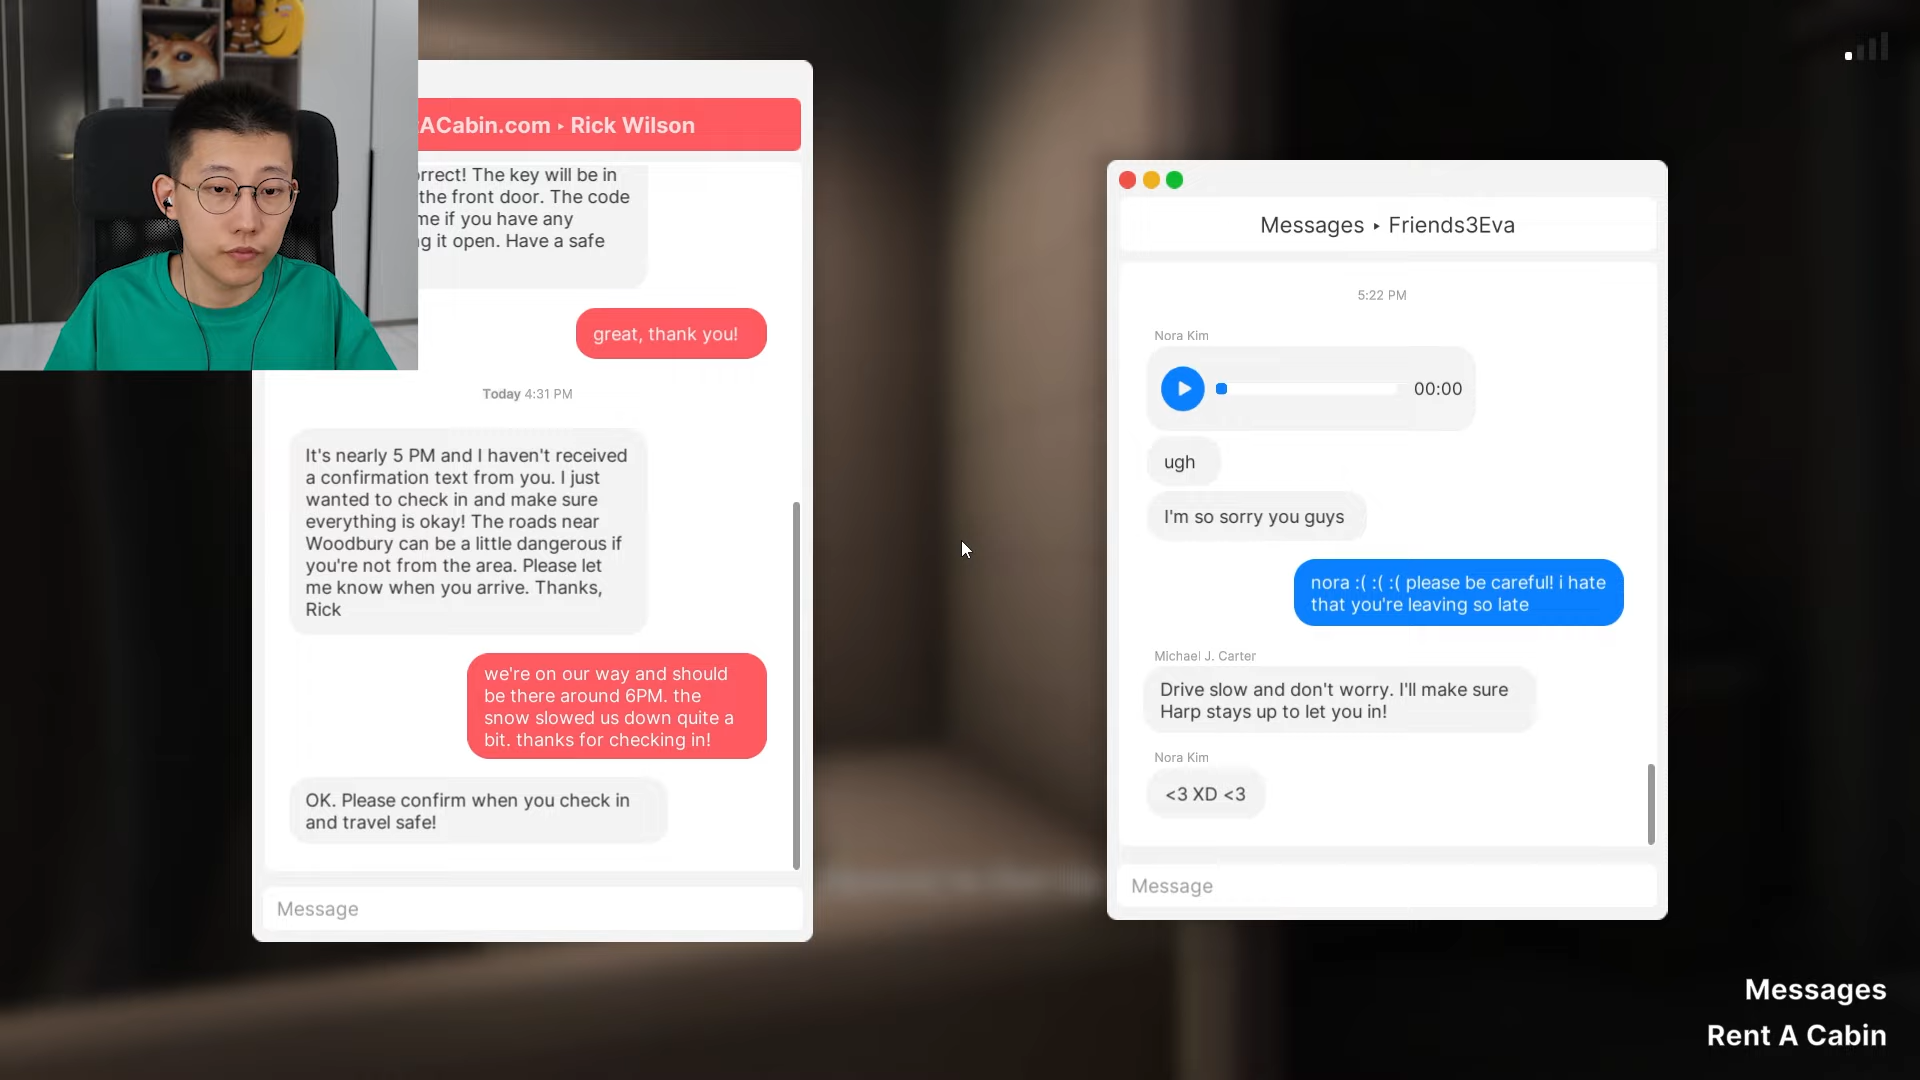 ACabin.com ▸ Rick Wilson
rrect! The key will be in
the front door. The code
me if you have any
it open. Have a safe
great, thank you!
Today 4:31 PM
It's nearly 5 PM and I haven't received
a confirmation text from you. I just
wanted to check in and make sure
everything is okay! The roads near
Woodbury can be a little dangerous if
you're not from the area. Please let
me know when you arrive. Thanks,
Rick
we're on our way and should
be there around 6PM. the
snow slowed us down quite a
bit. thanks for checking in!
OK. Please confirm when you check in
and travel safe!
Message
Messages ▸ Friends3Eva
5:22 PM
Nora Kim
00:00
ugh
I'm so sorry you guys
nora :( :( :( please be careful! i hate
that you're leaving so late
Michael J. Carter
Drive slow and don't worry. I'll make sure
Harp stays up to let you in!
Nora Kim
<3 XD <3
Message
Messages
Rent A Cabin